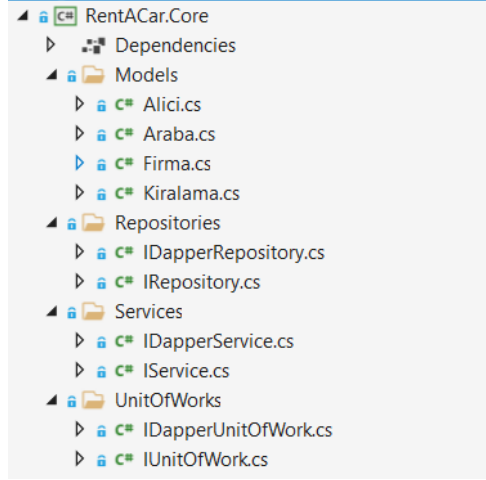 C# RentACar.Core
Dependencies
Models
C# Alici.cs
C# Araba.cs
C# Firma.cs
C# Kiralama.cs
Repositories
C# IDapperRepository.cs
C# IRepository.cs
Services
C# IDapperService.cs
C# IService.cs
UnitOfWorks
C# IDapperUnitOfWork.cs
C# IUnitOfWork.cs